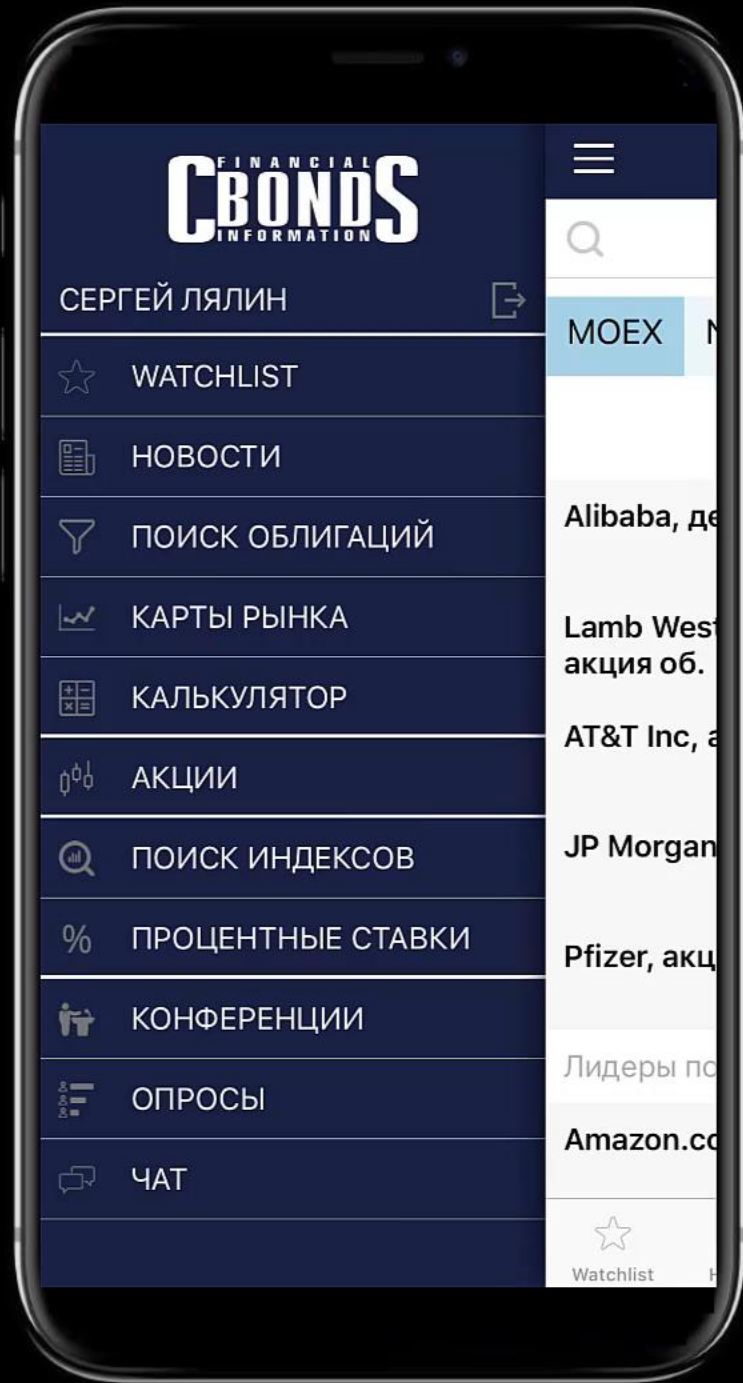 FINANCIAL
CBONDS
INFORMATION
СЕРГЕЙ ЛЯЛИН
WATCHLIST
НОВОСТИ
ПОИСК ОБЛИГАЦИЙ
КАРТЫ РЫНКА
КАЛЬКУЛЯТОР
АКЦИИ
ПОИСК ИНДЕКСОВ
ПРОЦЕНТНЫЕ СТАВКИ
КОНФЕРЕНЦИИ
ОПРОСЫ
ЧАТ
MOEX
Alibaba,
Lamb
акция об.
AT&T Inc,
JP Morgan
Pfizer,
Лидеры
Watchlist